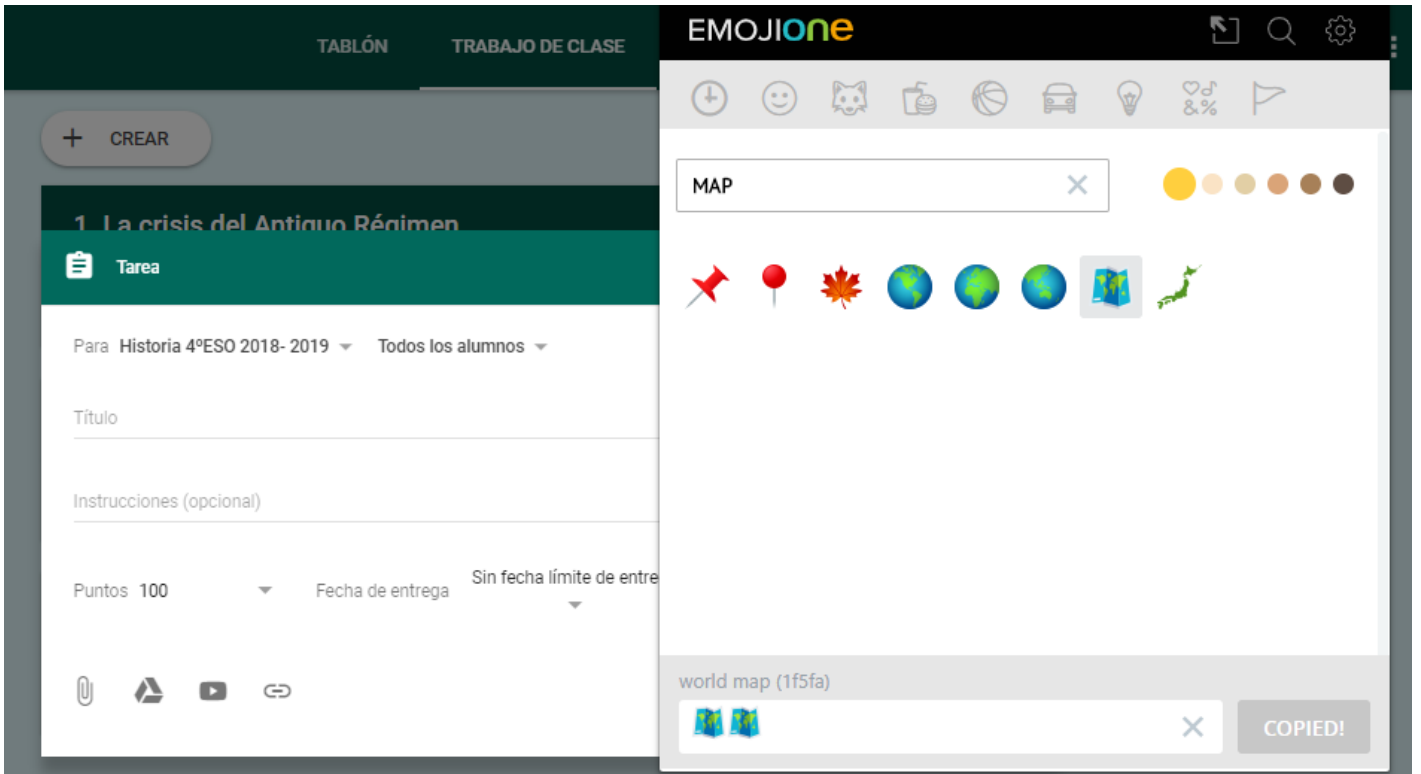 TABLÓN
TRABAJO DE CLASE
+ CREAR
1. La crisis del Antiguo Régimen
Tarea
Para Historia 4ºESO 2018- 2019
Todos los alumnos
Título
Instrucciones (opcional)
Puntos 100
Fecha de entrega
Sin fecha límite de entre
EMOJIONE
&%
MAP
world map (1f5fa)
COPIED!